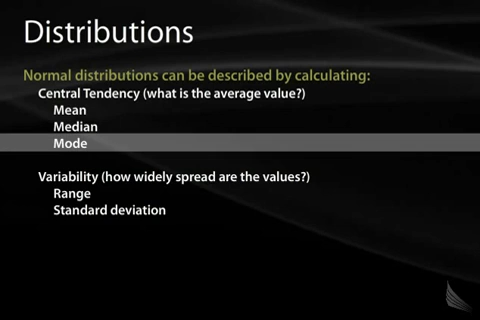 Distributions
Normal distributions can be described by calculating:
Central Tendency (what is the average value?)
Mean
Median
Mode
Variability (how widely spread are the values?)
Range
Standard deviation